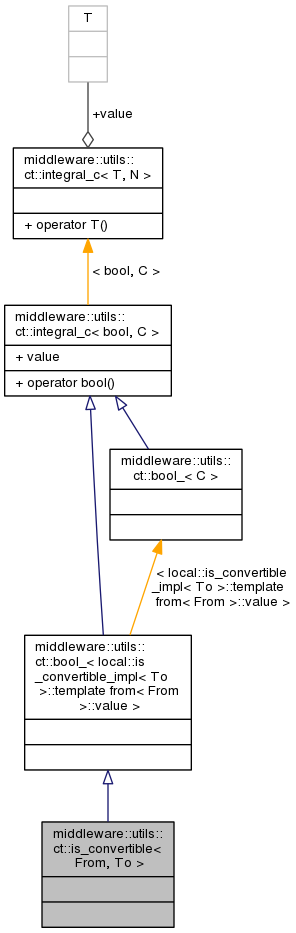 T
+value
middleware::utils::
ct::integral_c< T, N >
+ operator T()
< bool, C >
middleware::utils::
ct::integral_c< bool, C >
+ value
+ operator bool()
middleware::utils::
ct::bool_< C >
< local::is_convertible
_impl< To >::template
from< From >::value >
middleware::utils::
ct::bool_< local::is
_convertible_impl< To
>::template from< From
>::value >
middleware::utils::
ct::is_convertible<
From, To >